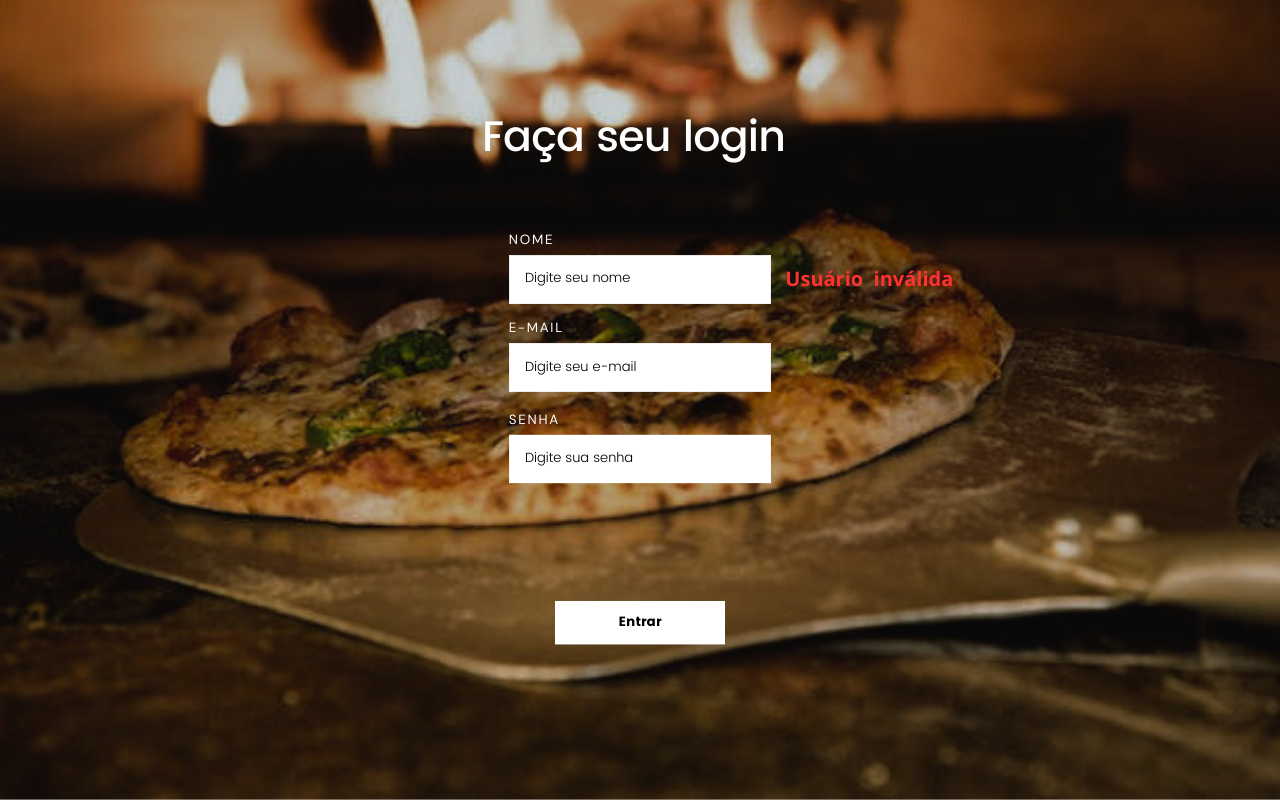 Faça seu login
NOME
Digite seu nome
Usuário  inválida
E-MAIL
Digite seu e-mail
SENHA
Digite sua senha
Entrar